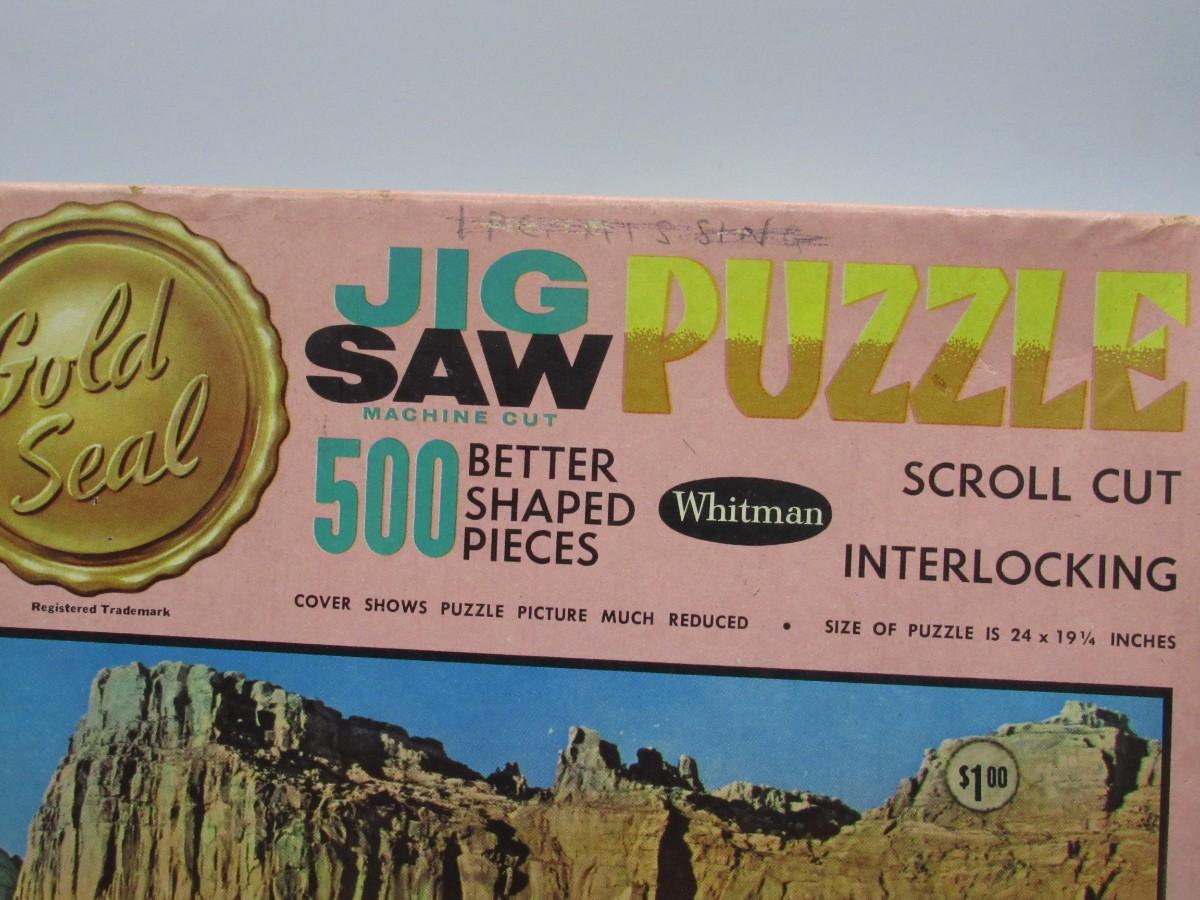 Gold
Seal
Registered Trademark
JIG
SAW
PUZZLE
MACHINE CUT
500
BETTER
SHAPED
PIECES
Whitman
SCROLL CUT
INTERLOCKING
COVER SHOWS PUZZLE PICTURE MUCH REDUCED • SIZE OF PUZZLE IS 24 x 19¼ INCHES
$1.00